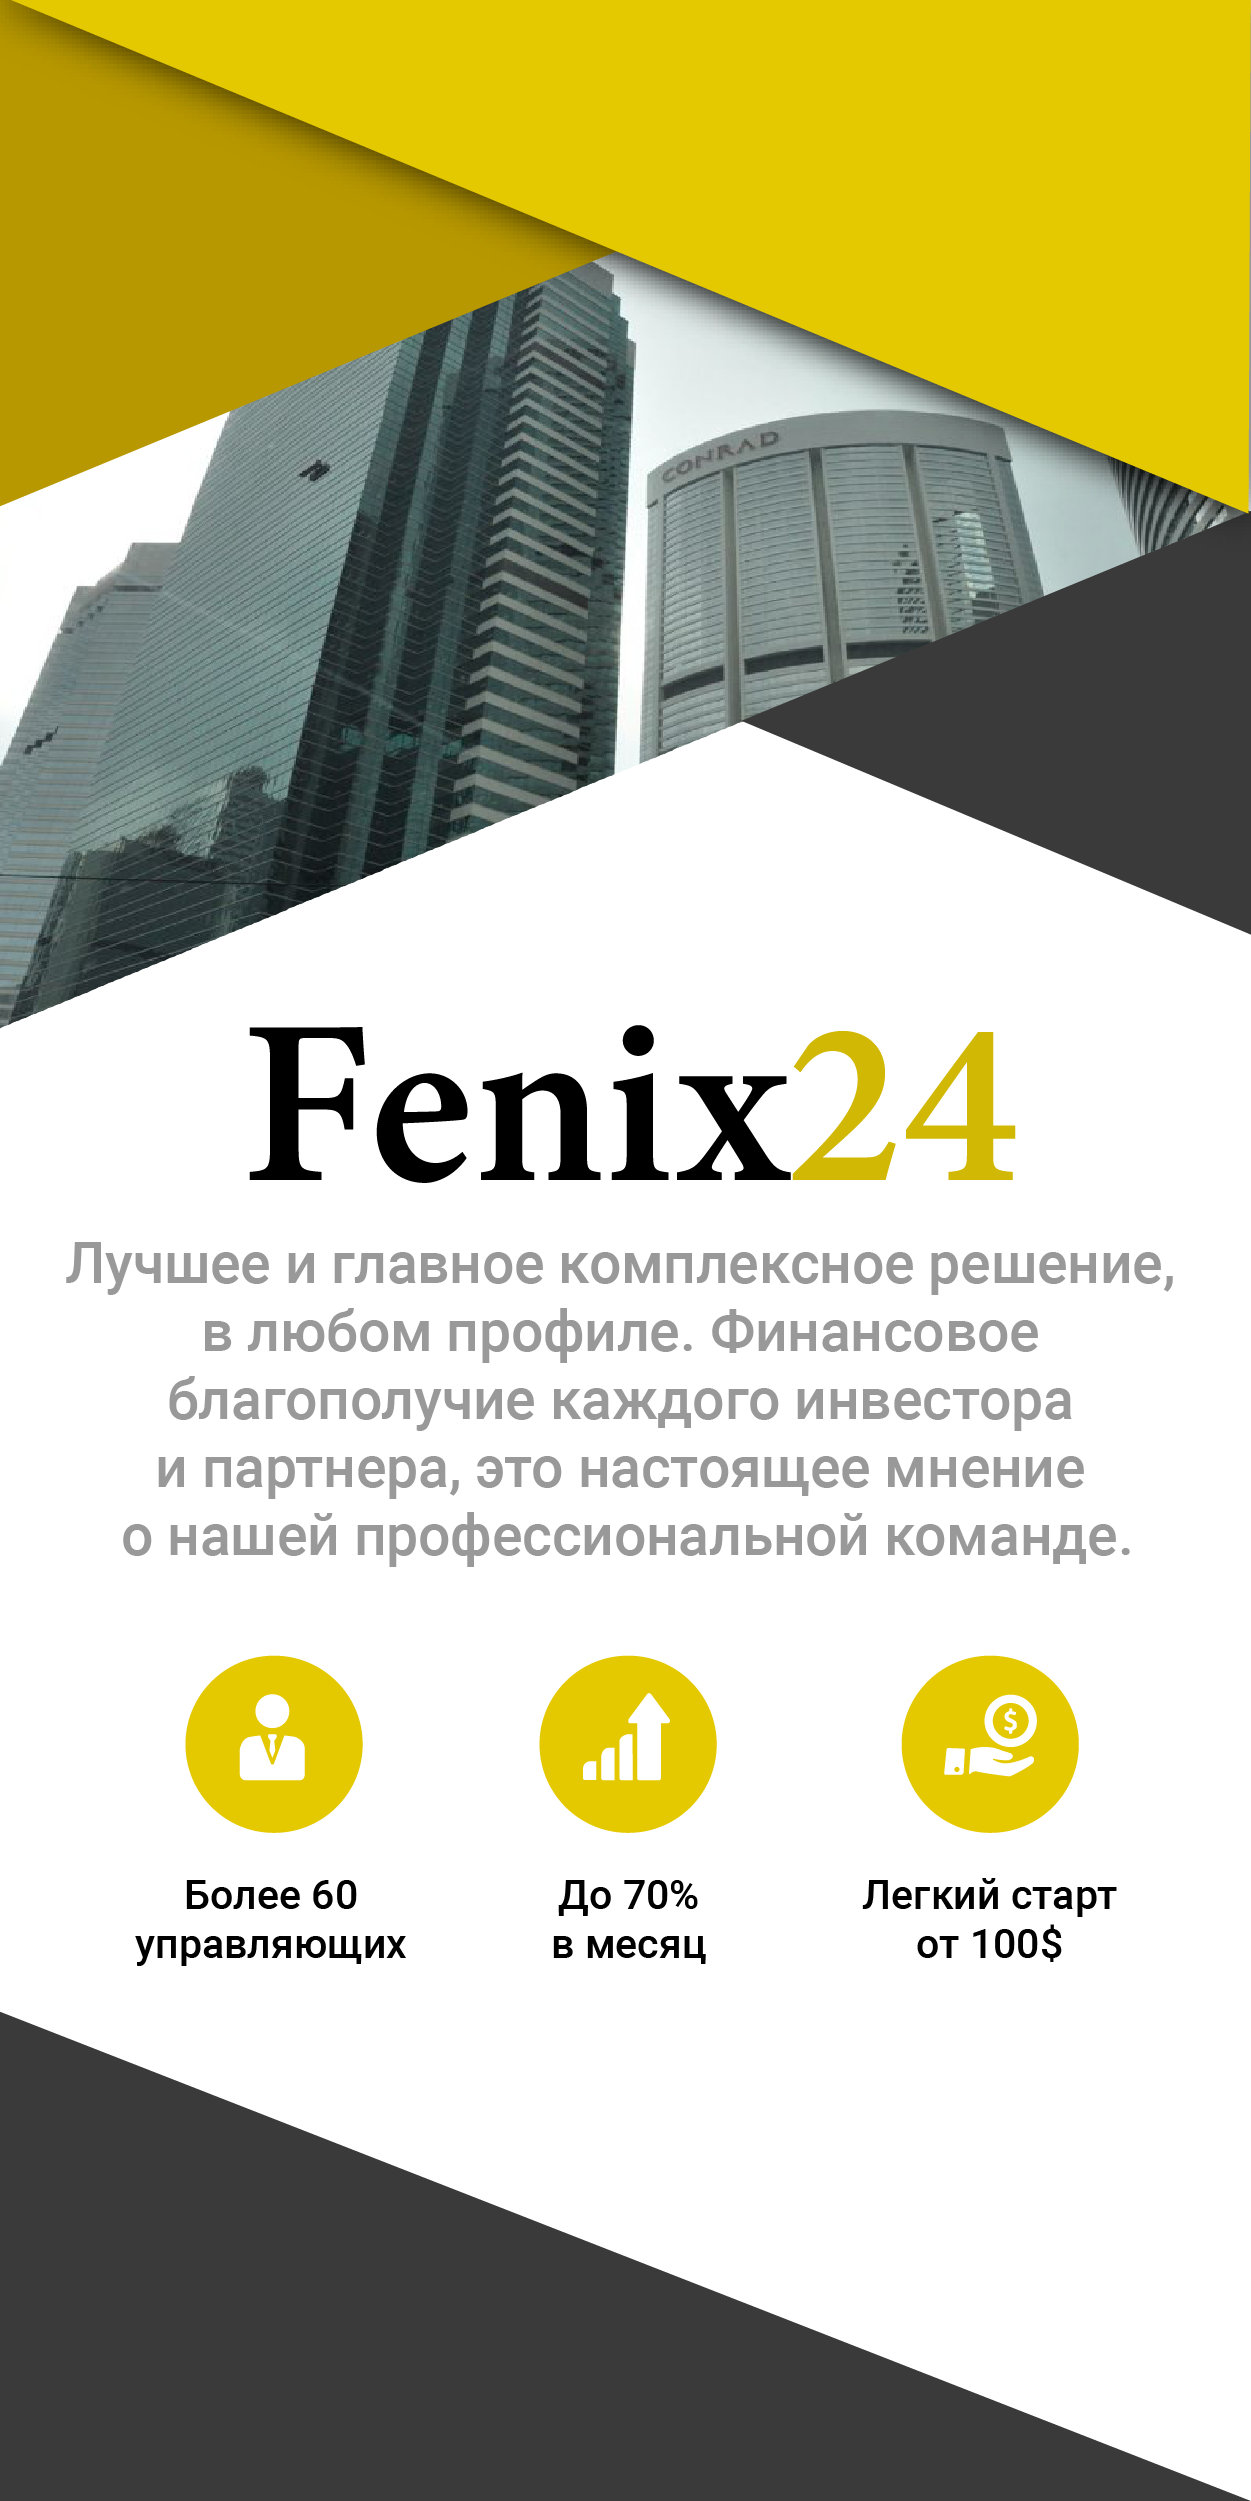 CONRAD
Fenix24
Лучшее и главное комплексное решение,
в любом профиле. Финансовое
благополучие каждого инвестора
и партнера, это настоящее мнение
о нашей профессиональной команде.
Более 60
управляющих
До 70%
в месяц
Легкий старт
от 100$